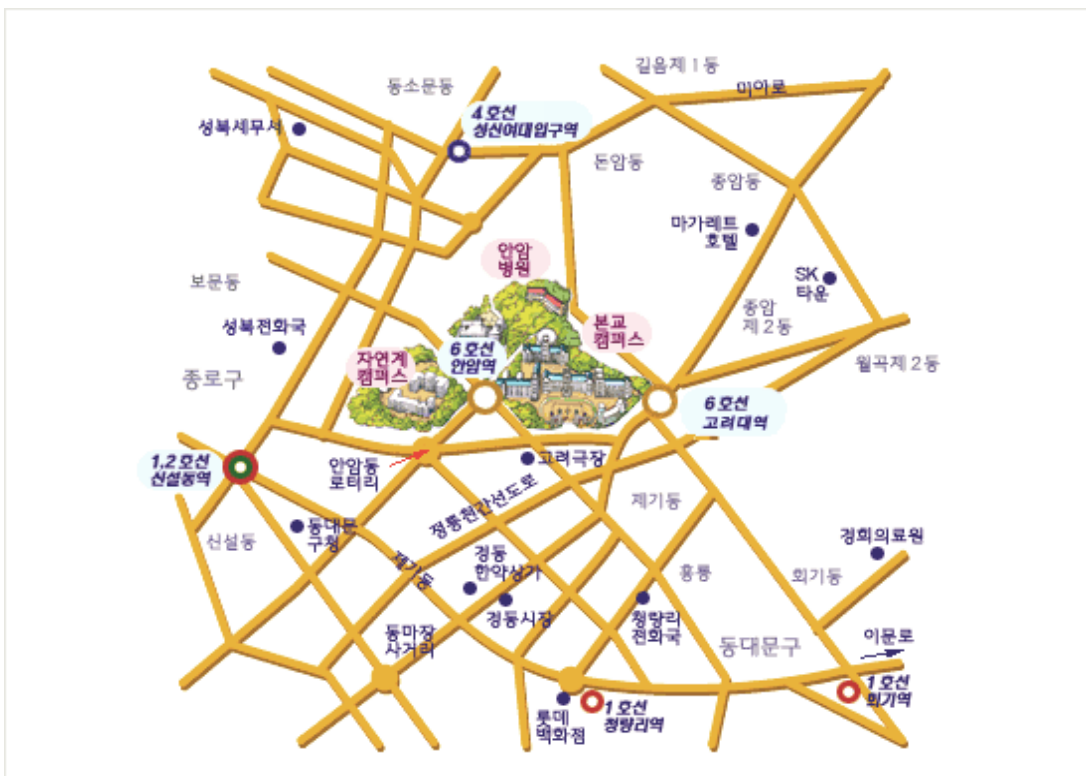 길음제 1 동
미아로
동소문동
4 호선
성신여대입구역
성북세무서
돈암동
종암동
마가레트
호텔
안암
병원
SK
타운
보문동
종암
제 2 동
본교
캠퍼스
성북전화국
6 호선
안암역
자연계
캠퍼스
월곡제 2 동
종로구
6 호선
고려대역
1,2 호선
신설동역
안암동
로터리
고려극장
정릉천간선도로
제기동
신설동
동대문
구청
경희의료원
제기동
경동
한약상가
홍릉
회기동
경동시장
청량리
전화국
동마장
사거리
동대문구
이문로
1 호선
회기역
1 호선
청량리역
롯데
백화점